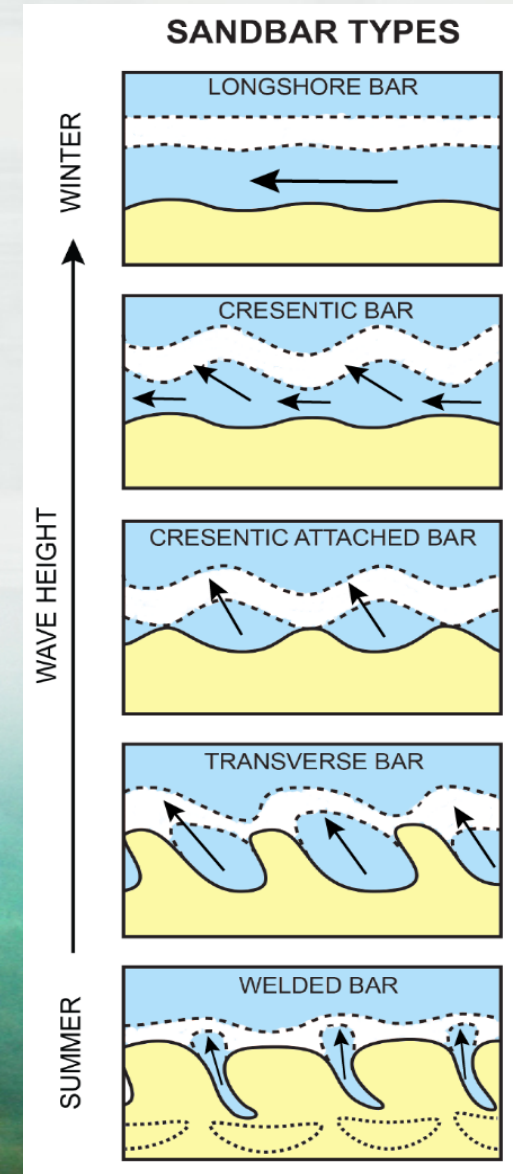 SANDBAR TYPES
WINTER
LONGSHORE BAR
CRESENTIC BAR
WAVE HEIGHT
CRESENTIC ATTACHED BAR
TRANSVERSE BAR
SUMMER
WELDED BAR